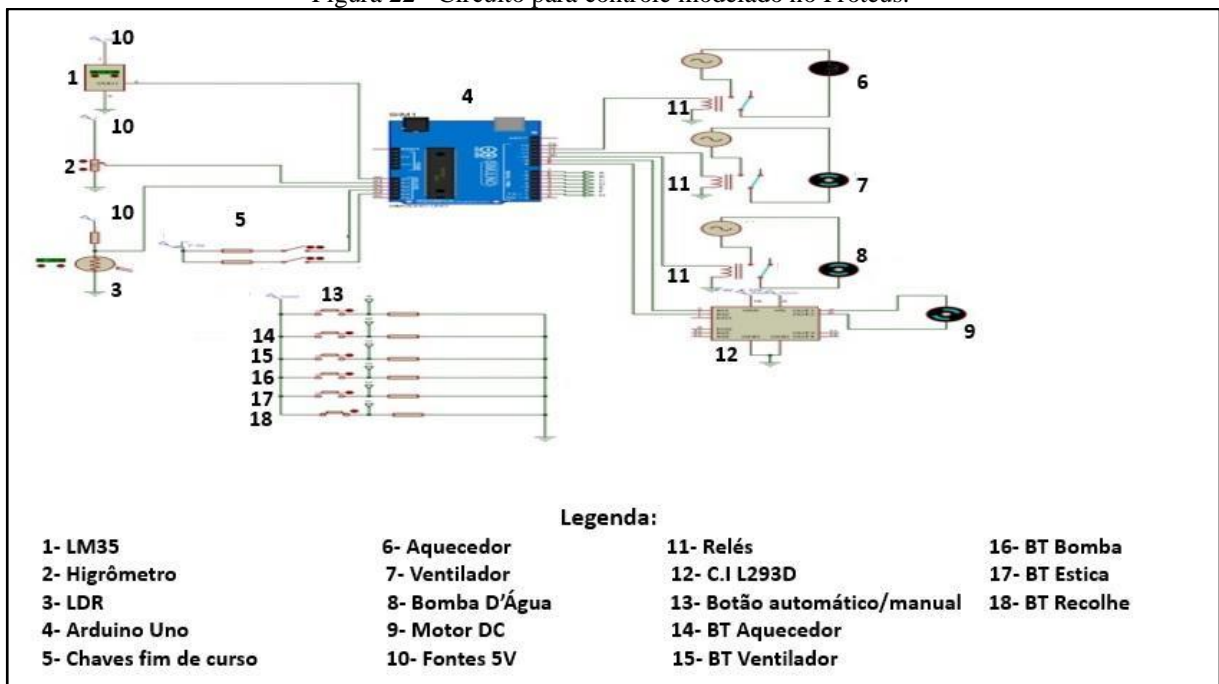 Figura 22 - Circuito para controle modelado no Proteus.
10
1
4
6
11
10
2
11
7
10
5
8
3
11
13
9
14
12
15
16
17
18
Legenda:
1- LM35
2- Higrômetro
3- LDR
4- Arduino Uno
5- Chaves fim de curso
6- Aquecedor
7- Ventilador
8- Bomba D'Água
9- Motor DC
10- Fontes 5V
11- Relés
12- C.I L293D
13- Botão automático/manual
14- BT Aquecedor
15- BT Ventilador
16- BT Bomba
17- BT Estica
18- BT Recolhe